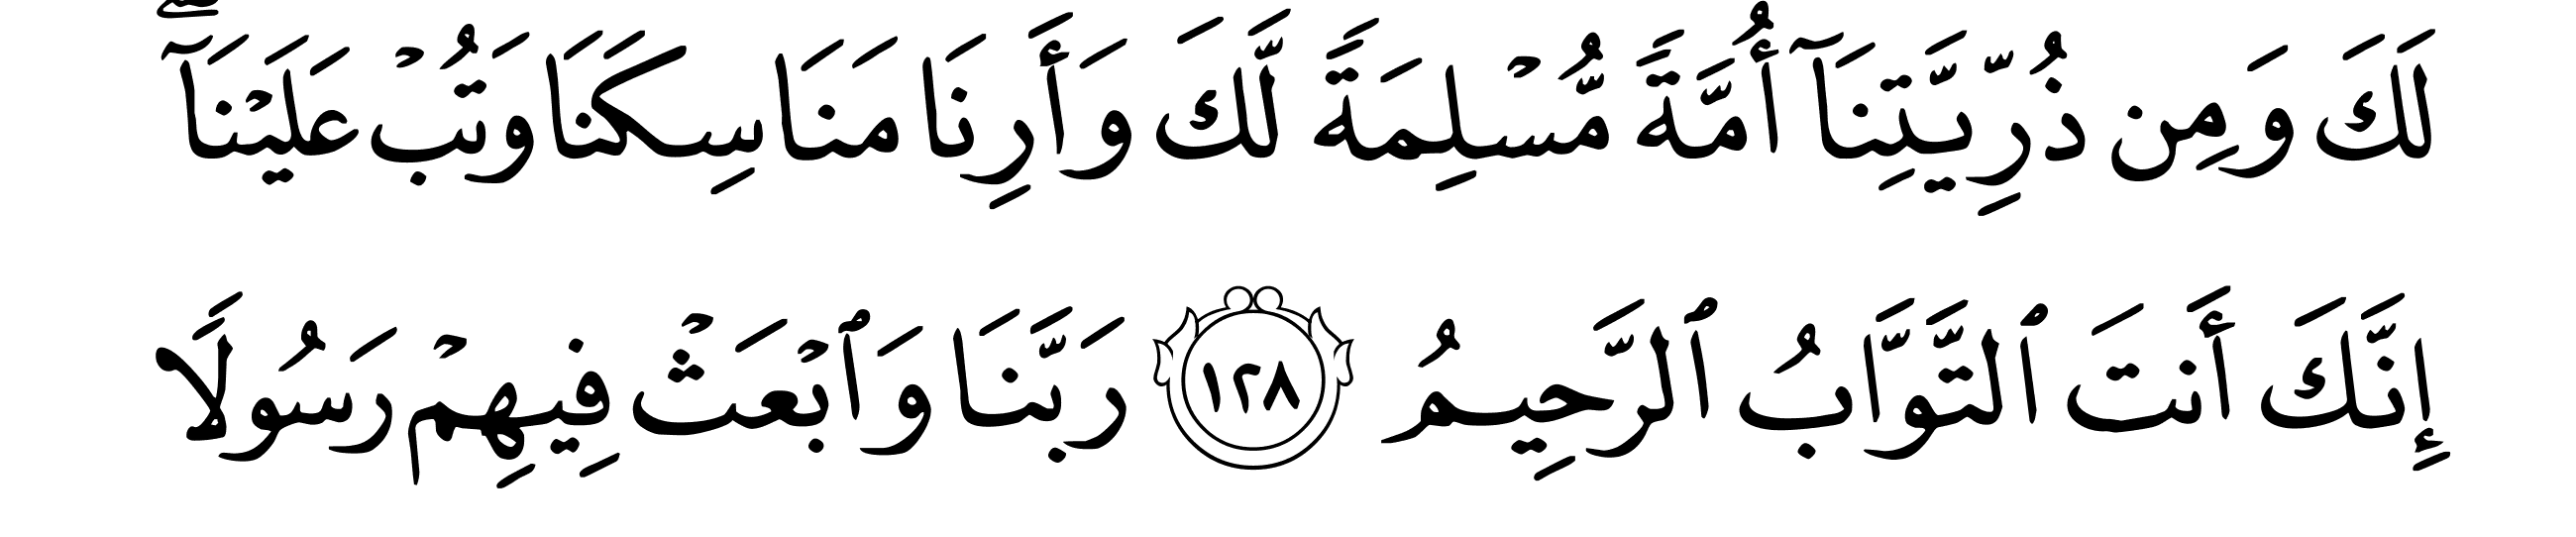 لَكَ وَمِن ذُرِّيَّتِنَآ أُمَّةً مُّسۡلِمَةً لَّكَ وَأَرِنَا مَنَاسِكَنَا وَتُبۡ عَلَيۡنَآۖ
إِنَّكَ أَنتَ ٱلتَّوَّابُ ٱلرَّحِيمُ ١٢٨ رَبَّنَا وَٱبۡعَثۡ فِيهِمۡ رَسُولًا